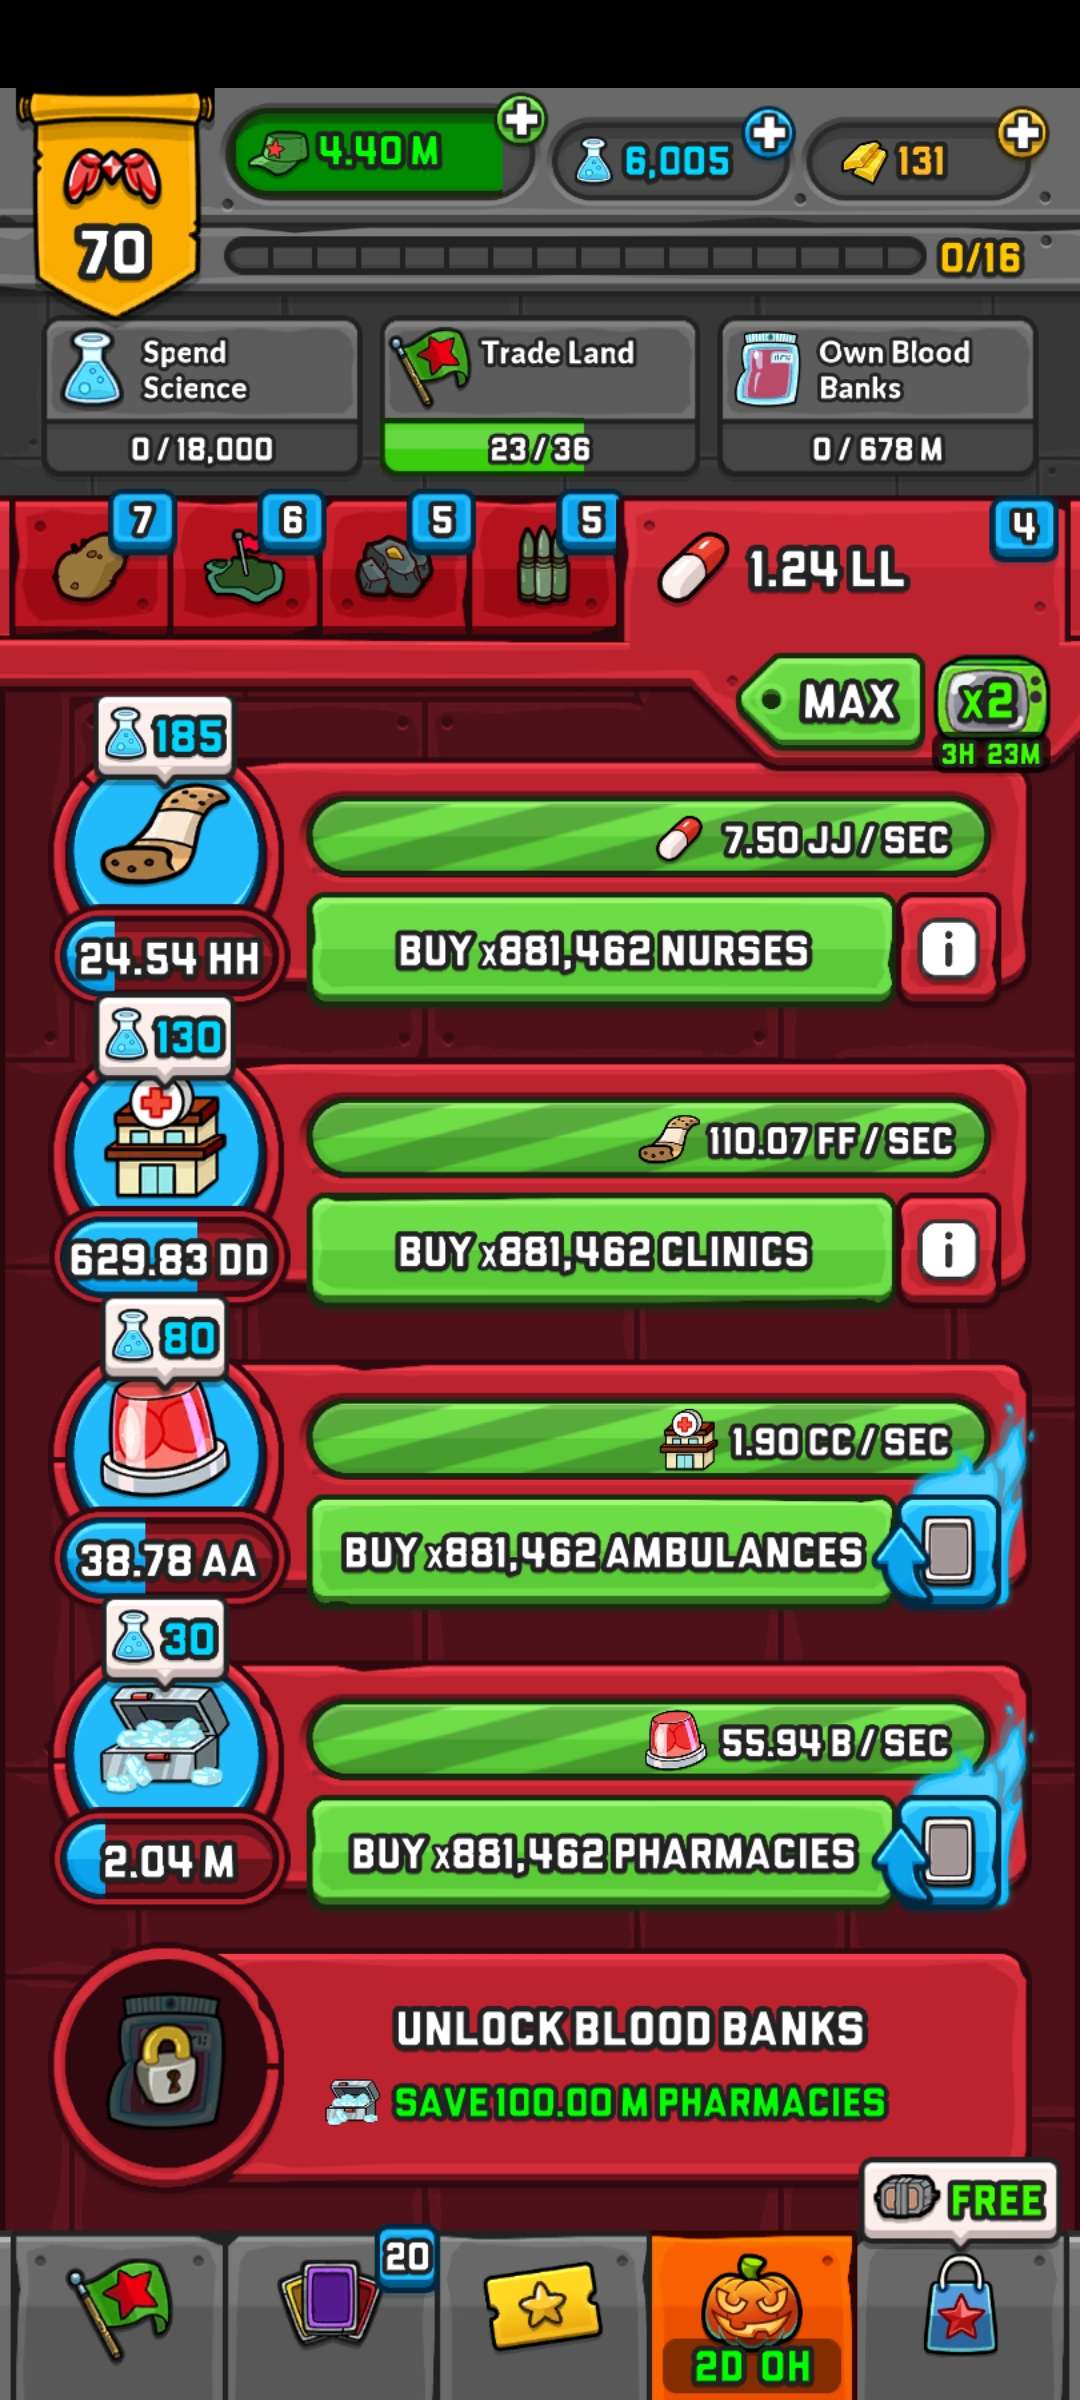 4.40 M
6,005
131
70
0/16
Spend
Science
0 / 18,000
Trade Land
23 / 36
Own Blood
Banks
0 / 678 M
7
6
5
5
1.24 LL
4
MAX
x2
3H 23M
185
7.50 JJ / SEC
24.54 HH
BUY x881,462 NURSES
i
130
110.07 FF / SEC
629.83 DD
BUY x881,462 CLINICS
i
80
1.90 CC / SEC
38.78 AA
BUY x881,462 AMBULANCES
30
55.94 B / SEC
2.04 M
BUY x881,462 PHARMACIES
UNLOCK BLOOD BANKS
SAVE 100.00 M PHARMACIES
FREE
20
2D 0H